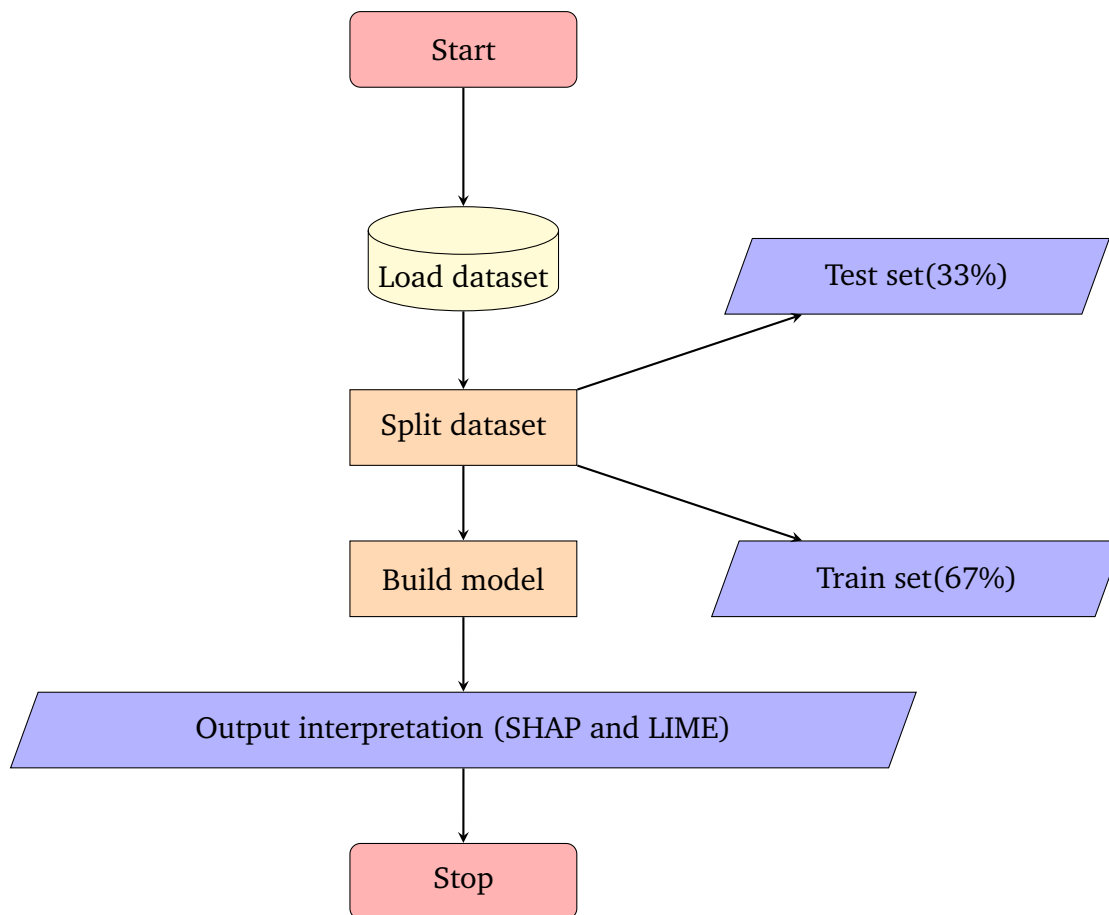 Start
Load dataset
Test set(33%)
Split dataset
Build model
Train set(67%)
Output interpretation (SHAP and LIME)
Stop